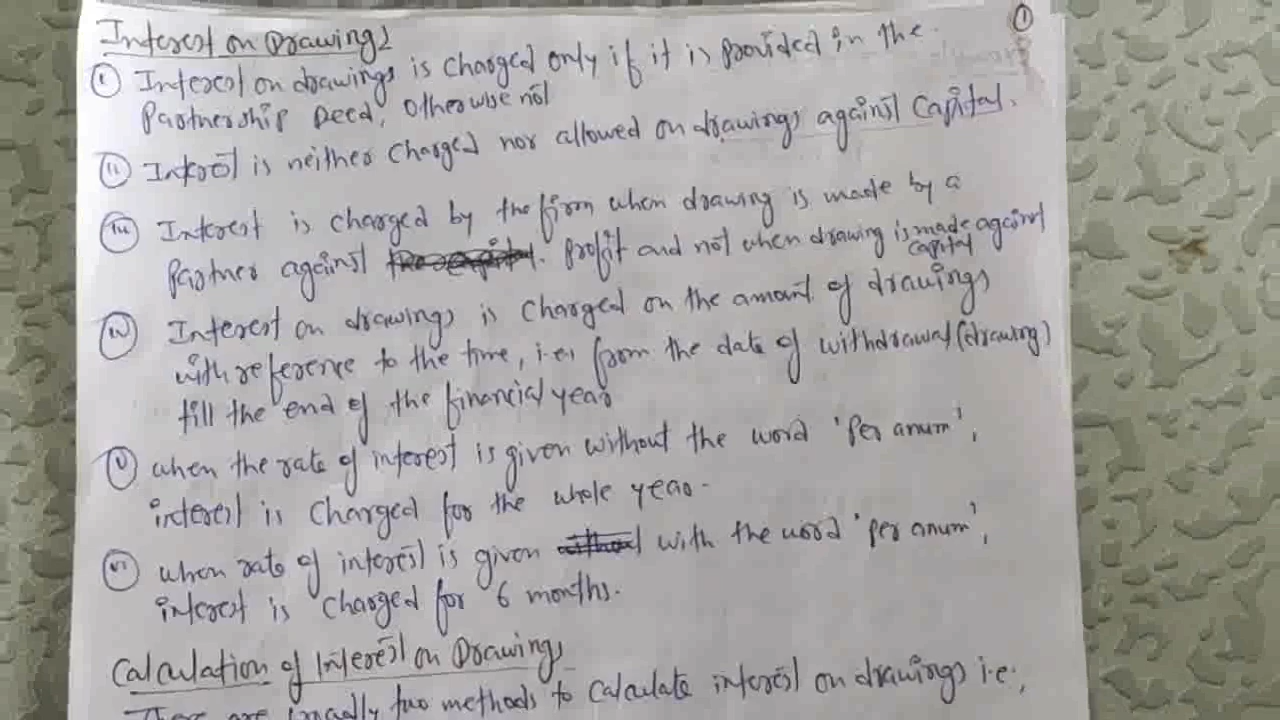 ①
Interest on Drawings
(i) Interest on drawings is charged only if it is provided in the
Partnership Deed, otherwise not
(ii) Interest is neither charged nor allowed on drawings against Capital.
(iii) Interest is charged by the firm when drawing is made by a
Partner against Profit and not when drawing is made against
capital
(iv) Interest on drawings is charged on the amount of drawings
with reference to the time, i.e. from the date of withdrawal (drawing)
till the end of the financial year
(v) when the rate of interest is given without the word 'Per anum',
interest is charged for the whole year.
(vi) when rate of interest is given with the word 'per anum',
interest is charged for 6 months.
Calculation of Interest on Drawings
There are two methods to calculate interest on drawings i.e.,